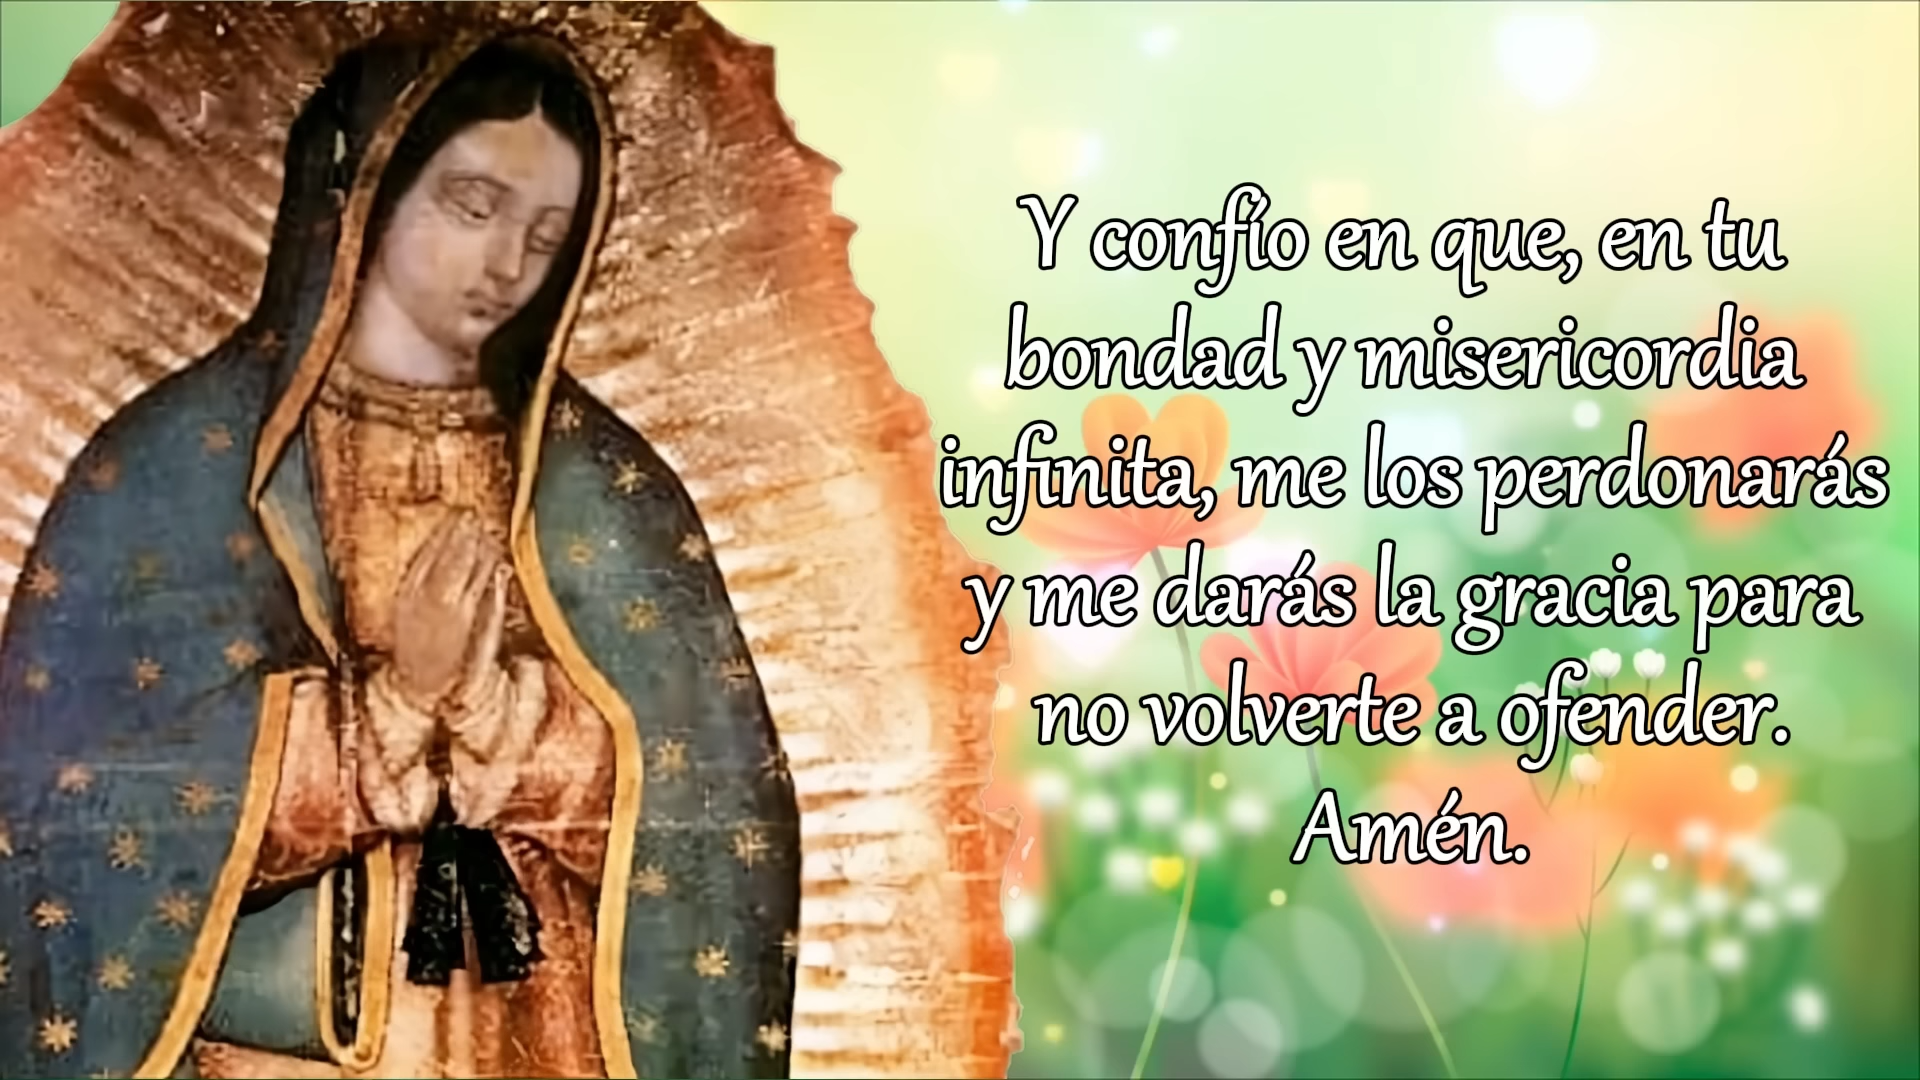 Y confío en que, en tu
bondad y misericordia
infinita, me los perdonarás
y me darás la gracia para
no volverte a ofender.
Amén.